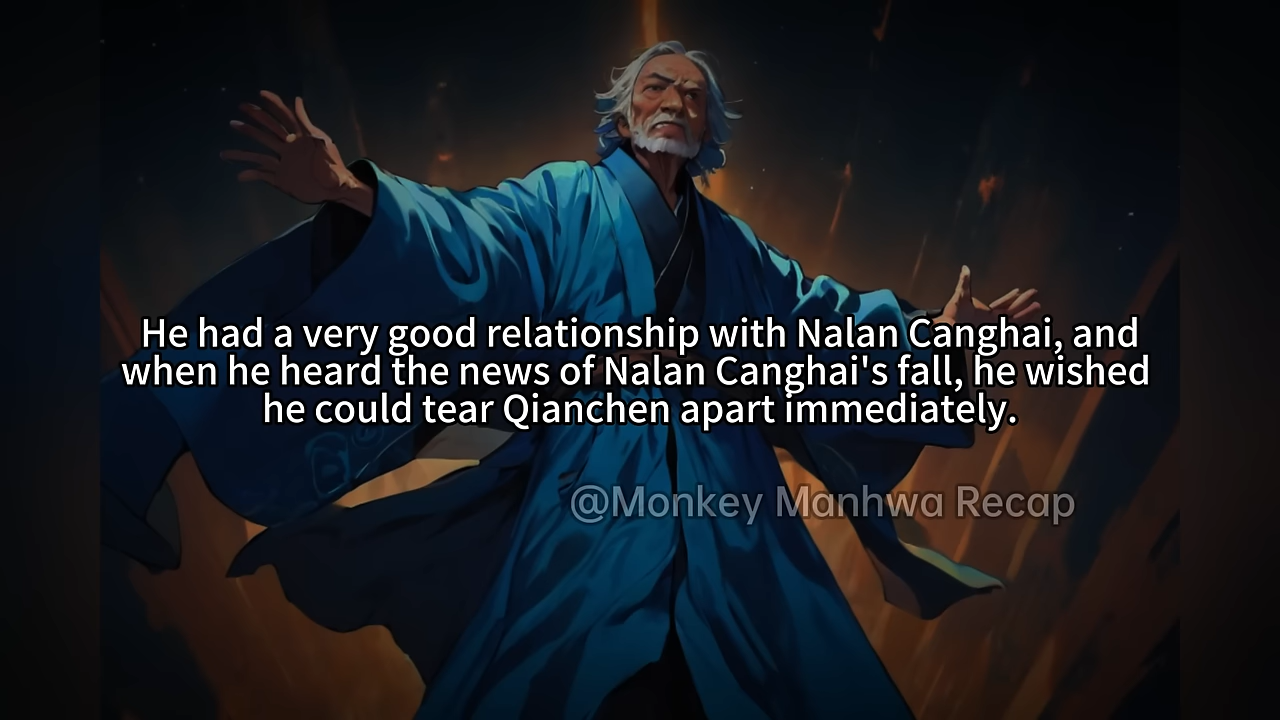 He had a very good relationship with Nalan Canghai, and
when he heard the news of Nalan Canghai's fall, he wished
he could tear Qianchen apart immediately.
@Monkey Manhwa Recap